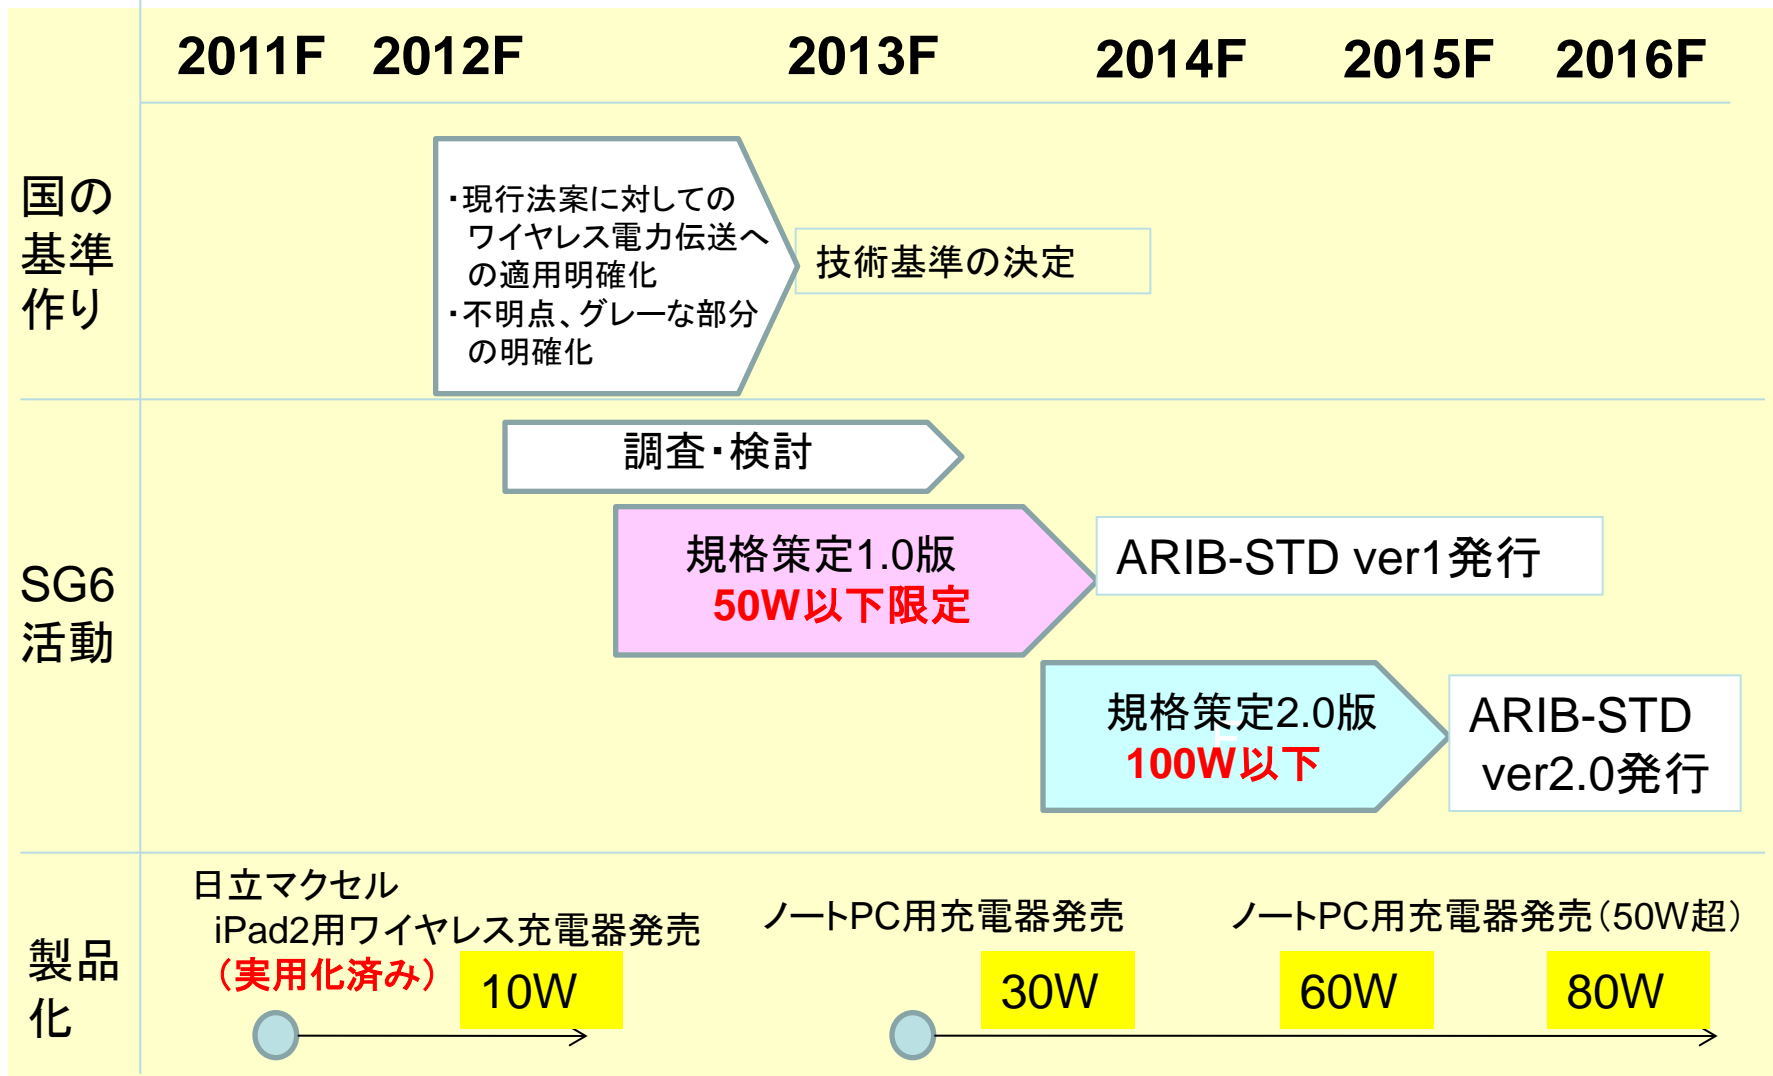 2011F 2012F 2013F 2014F 2015F 2016F
国の
基準
作り
・現行法案に対しての
ワイヤレス電力伝送へ
の適用明確化
・不明点、グレーな部分
の明確化
技術基準の決定
SG6
活動
調査・検討
規格策定1.0版
50W以下限定
ARIB-STD ver1発行
規格策定2.0版
100W以下
ARIB-STD
ver2.0発行
製品
化
日立マクセル
iPad2用ワイヤレス充電器発売
（実用化済み）
10W
ノートPC用充電器発売
30W
ノートPC用充電器発売（50W超）
60W
80W